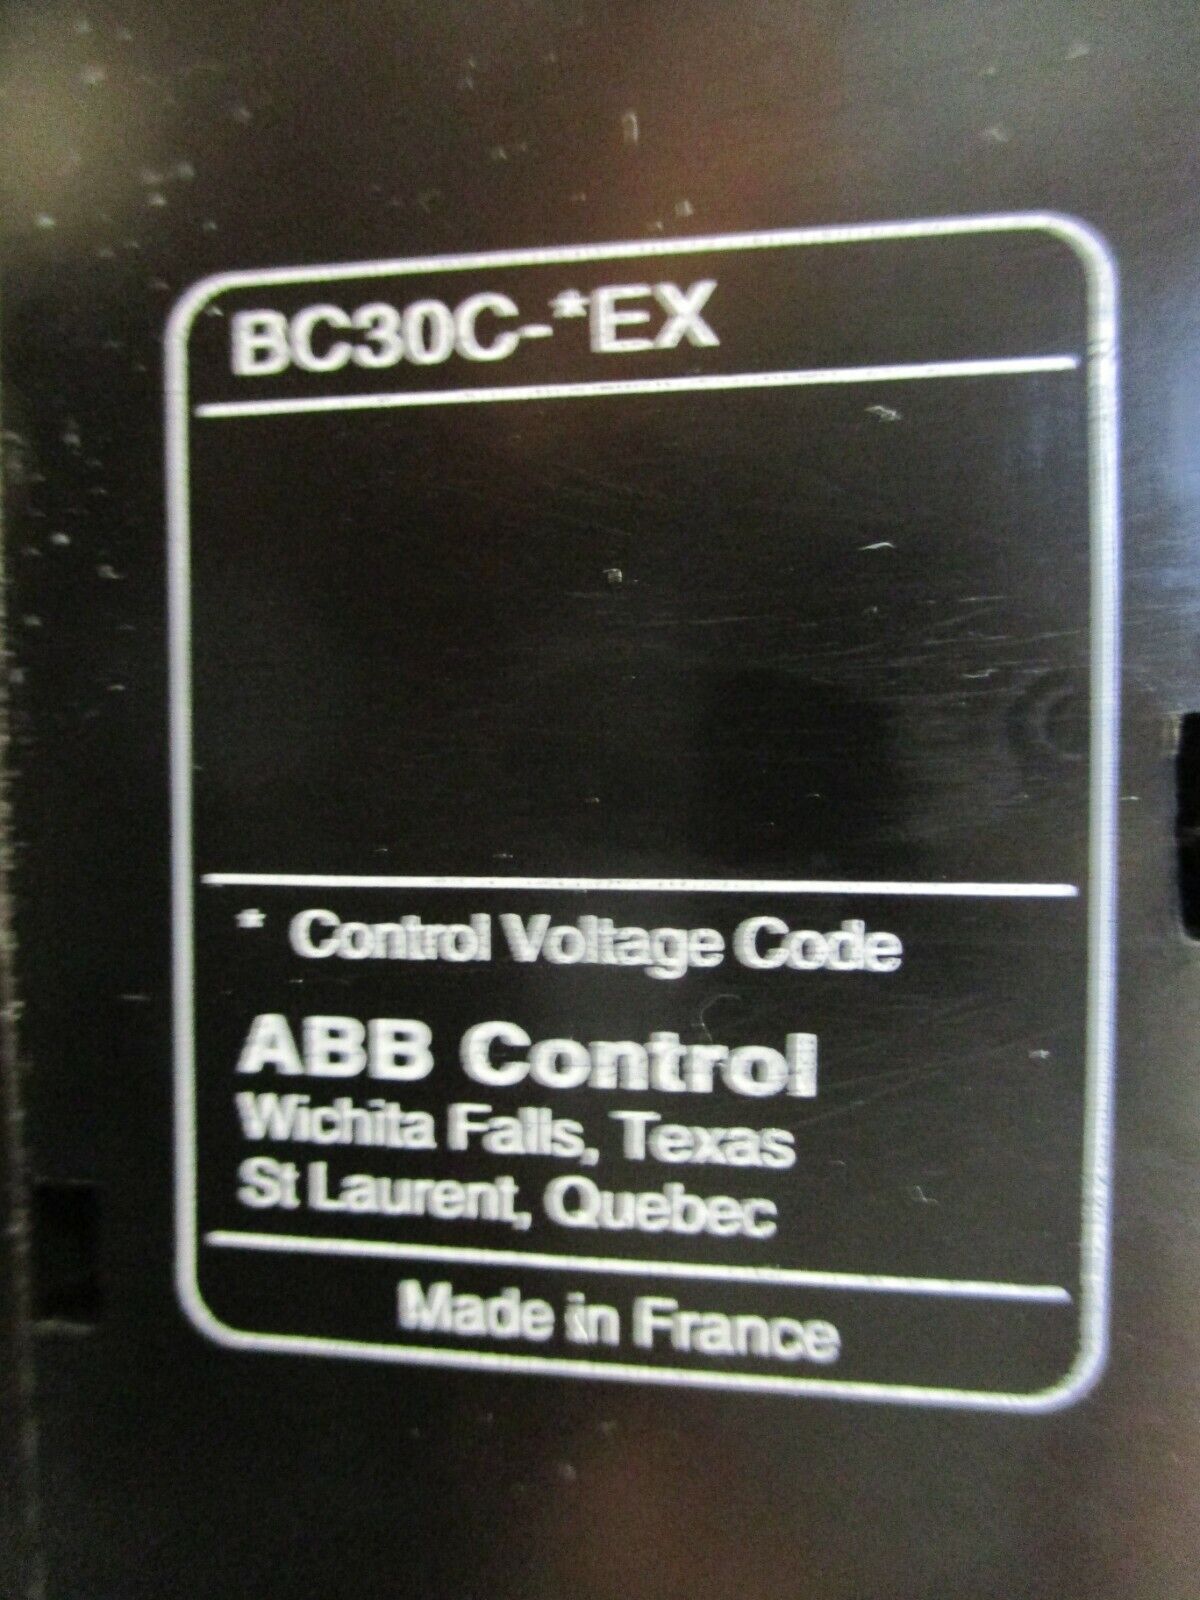 BC30C-*EX
* Control Voltage Code
ABB Control
Wichita Falls, Texas
St Laurent, Quebec
Made in France